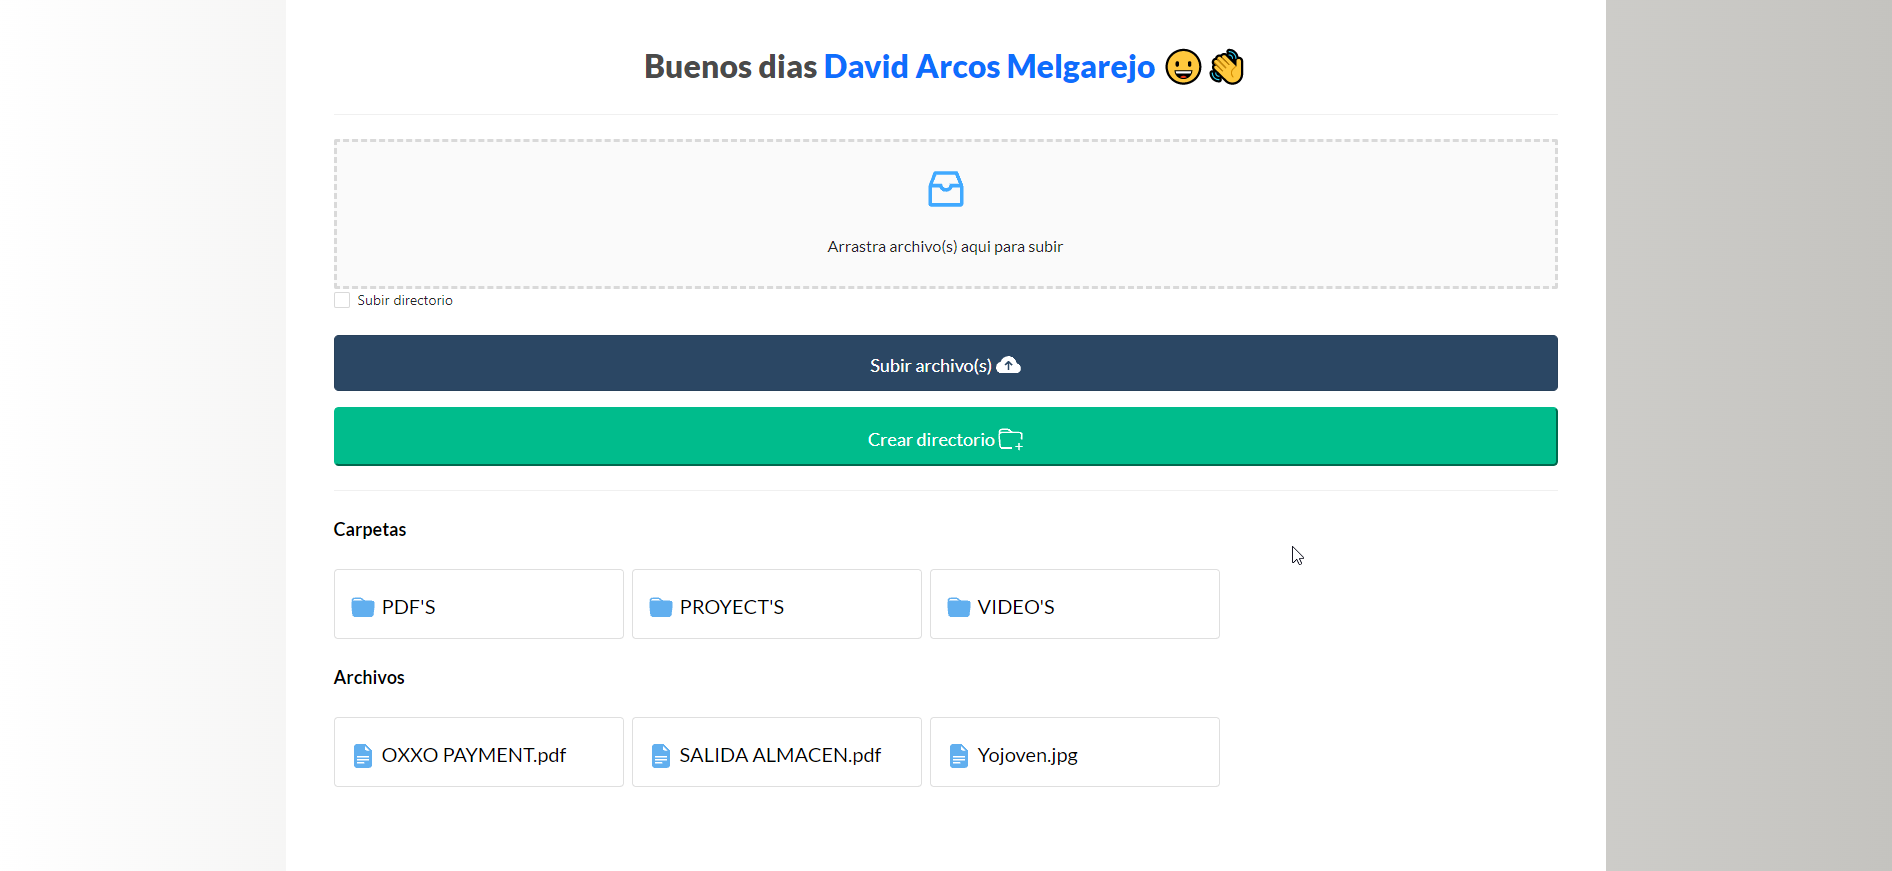 Buenos dias David Arcos Melgarejo 😀 👏
Arrastra archivo(s) aqui para subir
Subir directorio
Subir archivo(s)
Crear directorio
Carpetas
PDF'S PROYECT'S VIDEO'S
Archivos
OXXO PAYMENT.pdf SALIDA ALMACEN.pdf Yojoven.jpg